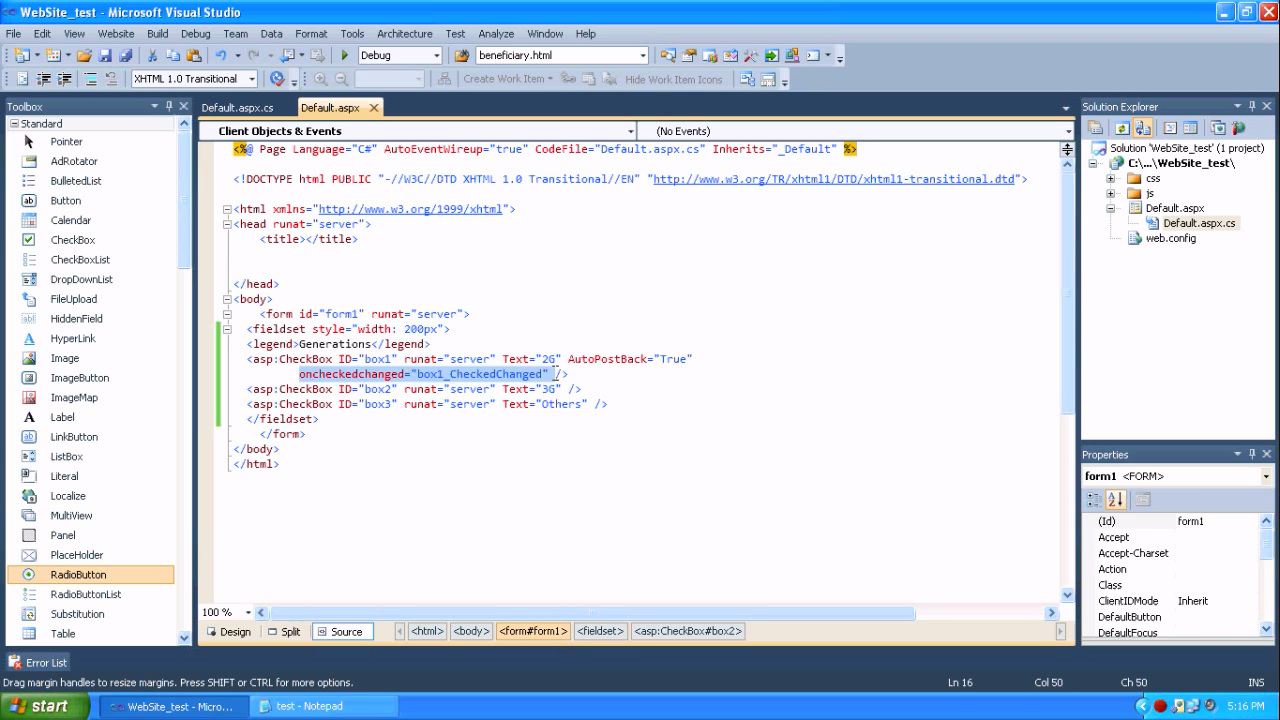 WebSite_test - Microsoft Visual Studio
File Edit View Website Build Debug Team Data Format Tools Architecture Test Analyze Window Help
Debug beneficiary.html
XHTML 1.0 Transitional Create Work Item Hide Work Item Icons
Toolbox
Standard
Pointer
AdRotator
BulletedList
Button
Calendar
CheckBox
CheckBoxList
DropDownList
FileUpload
HiddenField
HyperLink
Image
ImageButton
ImageMap
Label
LinkButton
ListBox
Literal
Localize
MultiView
Panel
PlaceHolder
RadioButton
RadioButtonList
Substitution
Table
Default.aspx.cs Default.aspx
Client Objects & Events (No Events)
<%@ Page Language="C#" AutoEventWireup="true" CodeFile="Default.aspx.cs" Inherits="_Default" %>
<!DOCTYPE html PUBLIC "-//W3C//DTD XHTML 1.0 Transitional//EN" "http://www.w3.org/TR/xhtml1/DTD/xhtml1-transitional.dtd">
<html xmlns="http://www.w3.org/1999/xhtml">
<head runat="server">
<title></title>
</head>
<body>
<form id="form1" runat="server">
<fieldset style="width: 200px">
<legend>Generations</legend>
<asp:CheckBox ID="box1" runat="server" Text="2G" AutoPostBack="True"
oncheckedchanged="box1_CheckedChanged" />
<asp:CheckBox ID="box2" runat="server" Text="3G" />
<asp:CheckBox ID="box3" runat="server" Text="Others" />
</fieldset>
</form>
</body>
</html>
100 %
Design Split Source <html> <body> <form#form1> <fieldset> <asp:CheckBox#box2>
Solution Explorer
Solution 'WebSite_test' (1 project)
C:\...\WebSite_test\
css
js
Default.aspx
Default.aspx.cs
web.config
Properties
form1 <FORM>
(Id) form1
Accept
Accept-Charset
Action
Class
ClientIDMode Inherit
DefaultButton
DefaultFocus
Error List
Drag margin handles to resize margins. Press SHIFT or CTRL for more options. Ln 16 Col 50 Ch 50 INS
start WebSite_test - Micro... test - Notepad 5:16 PM